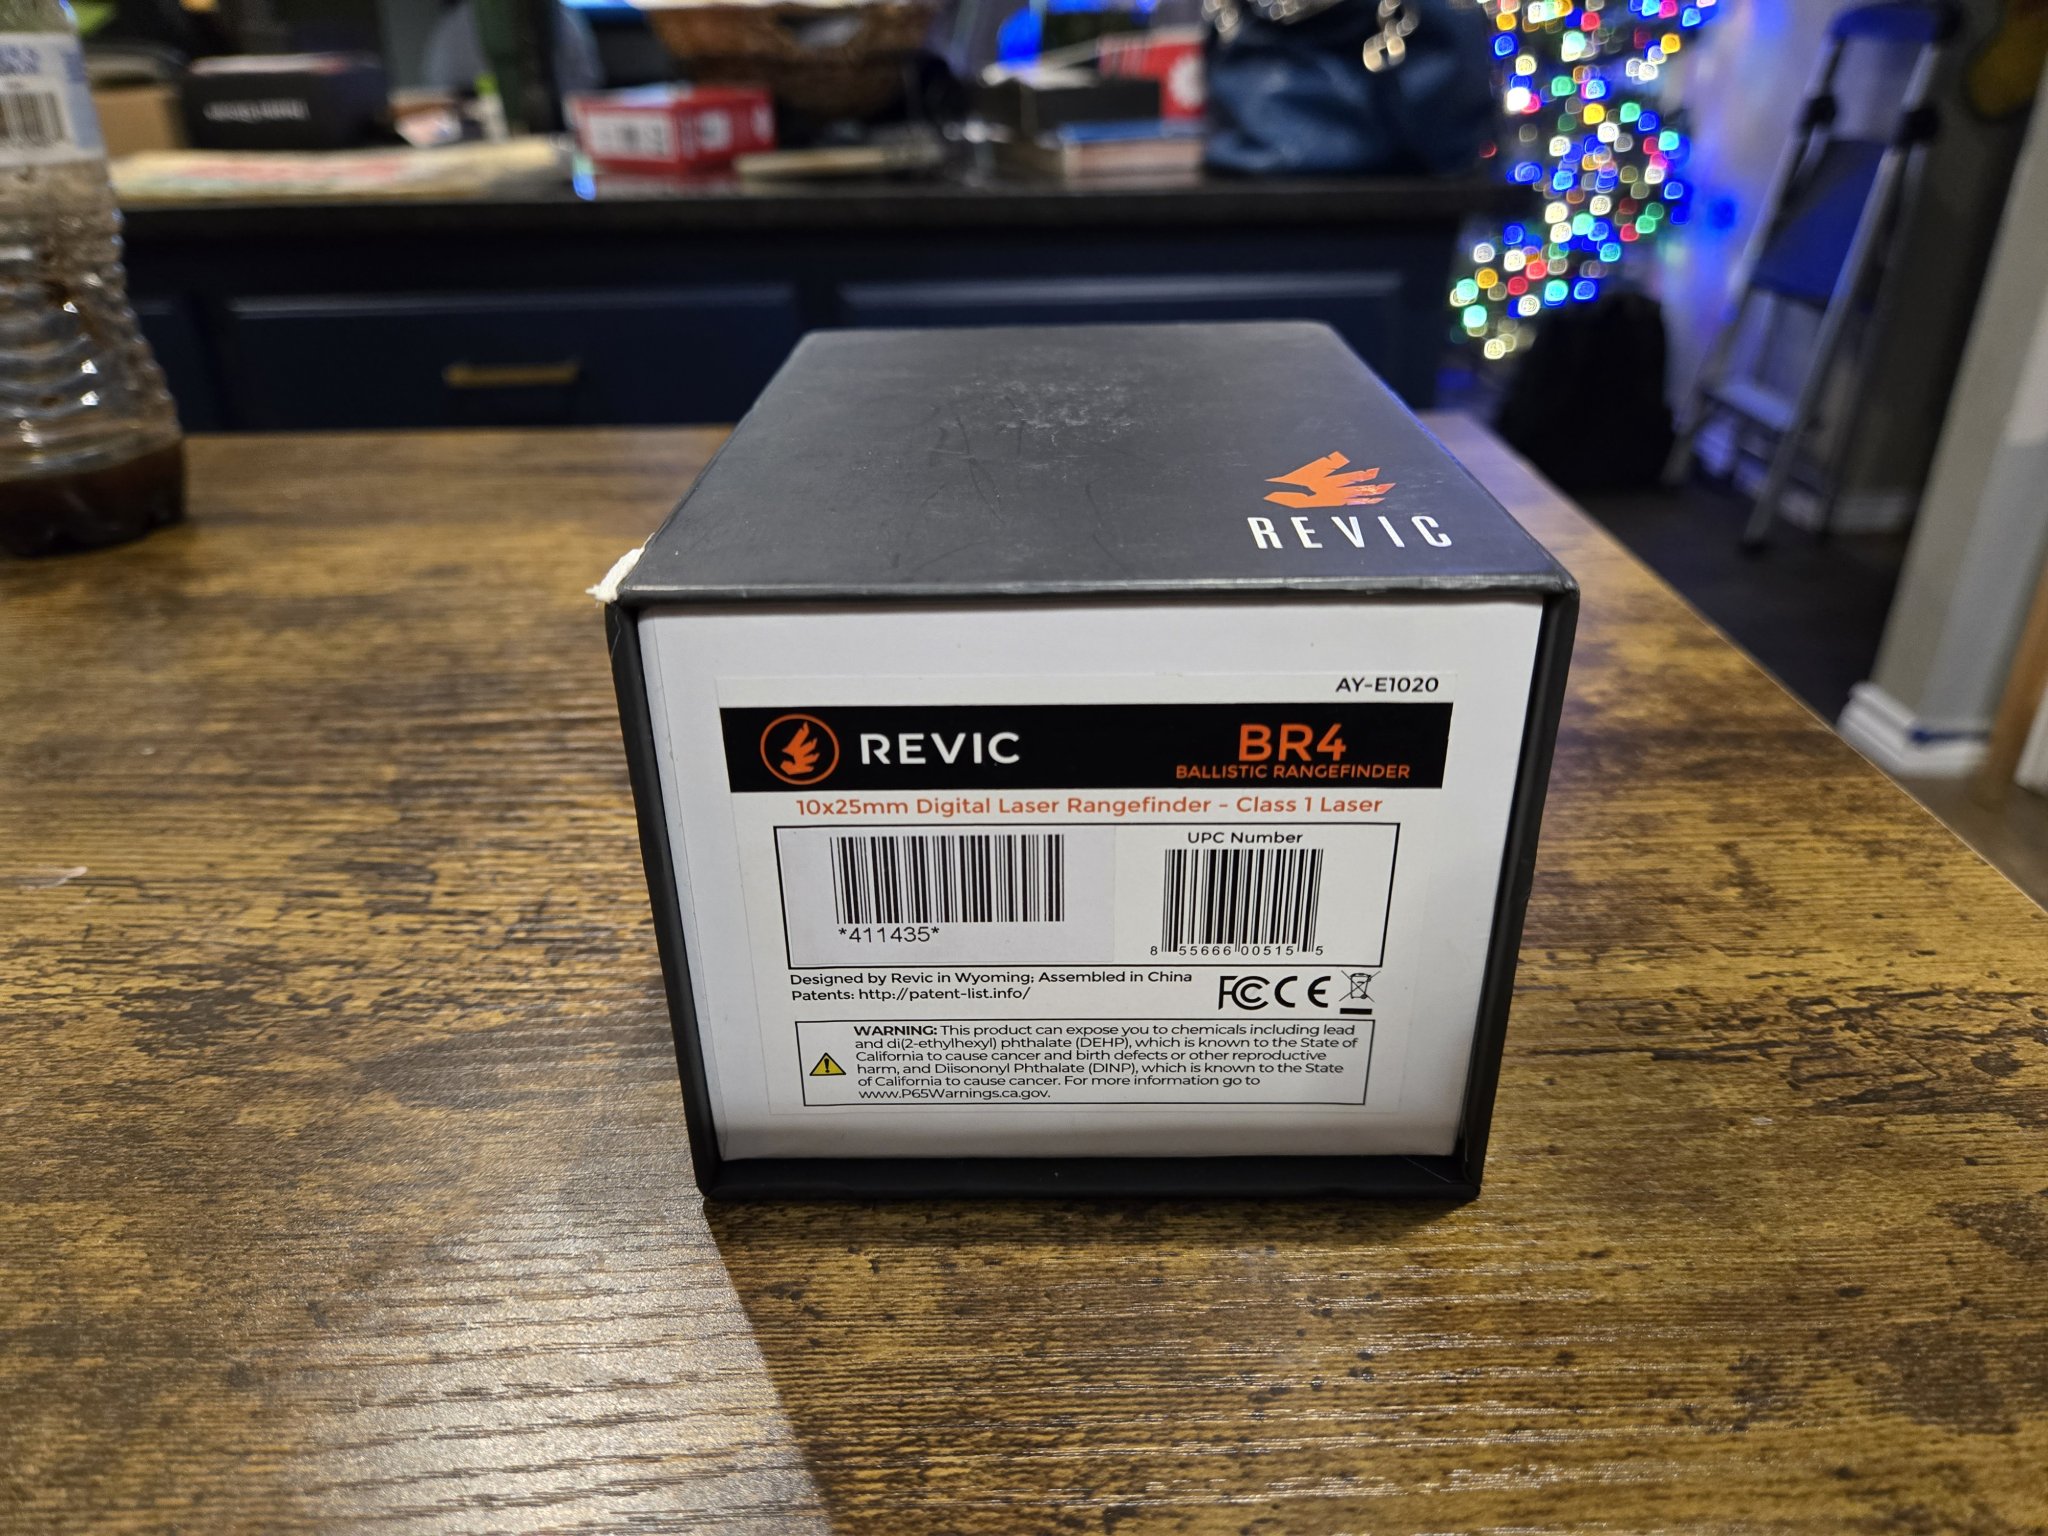 REVIC
AY-E1020
REVIC
BR4
BALLISTIC RANGEFINDER
10x25mm Digital Laser Rangefinder - Class 1 Laser
UPC Number
*411435*
8 55666 00515 5
Designed by Revic in Wyoming; Assembled in China
Patents: http://patent-list.info/
FC CE
WARNING: This product can expose you to chemicals including lead
and di(2-ethylhexyl) phthalate (DEHP), which is known to the State of
California to cause cancer and birth defects or other reproductive
harm, and Diisononyl Phthalate (DINP), which is known to the State
of California to cause cancer. For more information go to
www.P65Warnings.ca.gov.